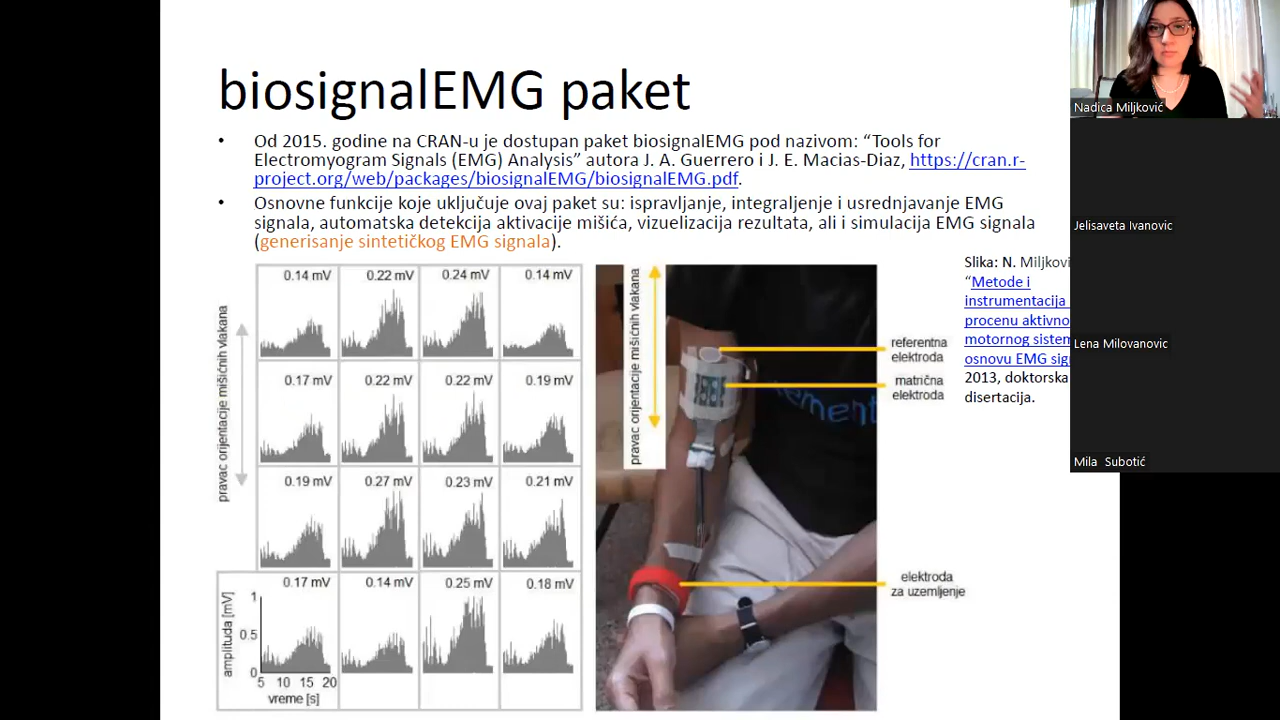 biosignalEMG paket
• Od 2015. godine na CRAN-u je dostupan paket biosignalEMG pod nazivom: “Tools for
Electromyogram Signals (EMG) Analysis” autora J. A. Guerrero i J. E. Macias-Diaz, https://cran.r-
project.org/web/packages/biosignalEMG/biosignalEMG.pdf.
• Osnovne funkcije koje uključuje ovaj paket su: ispravljanje, integraljenje i usrednjavanje EMG
signala, automatska detekcija aktivacije mišića, vizuelizacija rezultata, ali i simulacija EMG signala
(generisanje sintetičkog EMG signala).
pravac orijentacije mišićnih vlakana
0.14 mV 0.22 mV 0.24 mV 0.14 mV
0.17 mV 0.22 mV 0.22 mV 0.19 mV
0.19 mV 0.27 mV 0.23 mV 0.21 mV
0.17 mV 0.14 mV 0.25 mV 0.18 mV
amplituda [mV]
1
0.5
0
5 10 15 20
vreme [s]
pravac orijentacije mišićnih vlakana
ement
referentna
elektroda
matrična
elektroda
elektroda
za uzemljenje
Slika: N. Miljkovi
“Metode i
instrumentacija
procenu aktivno
motornog sistem
osnovu EMG sig
2013, doktorska
disertacija.
Nadica Miljković
Jelisaveta Ivanovic
Lena Milovanovic
Mila Subotić